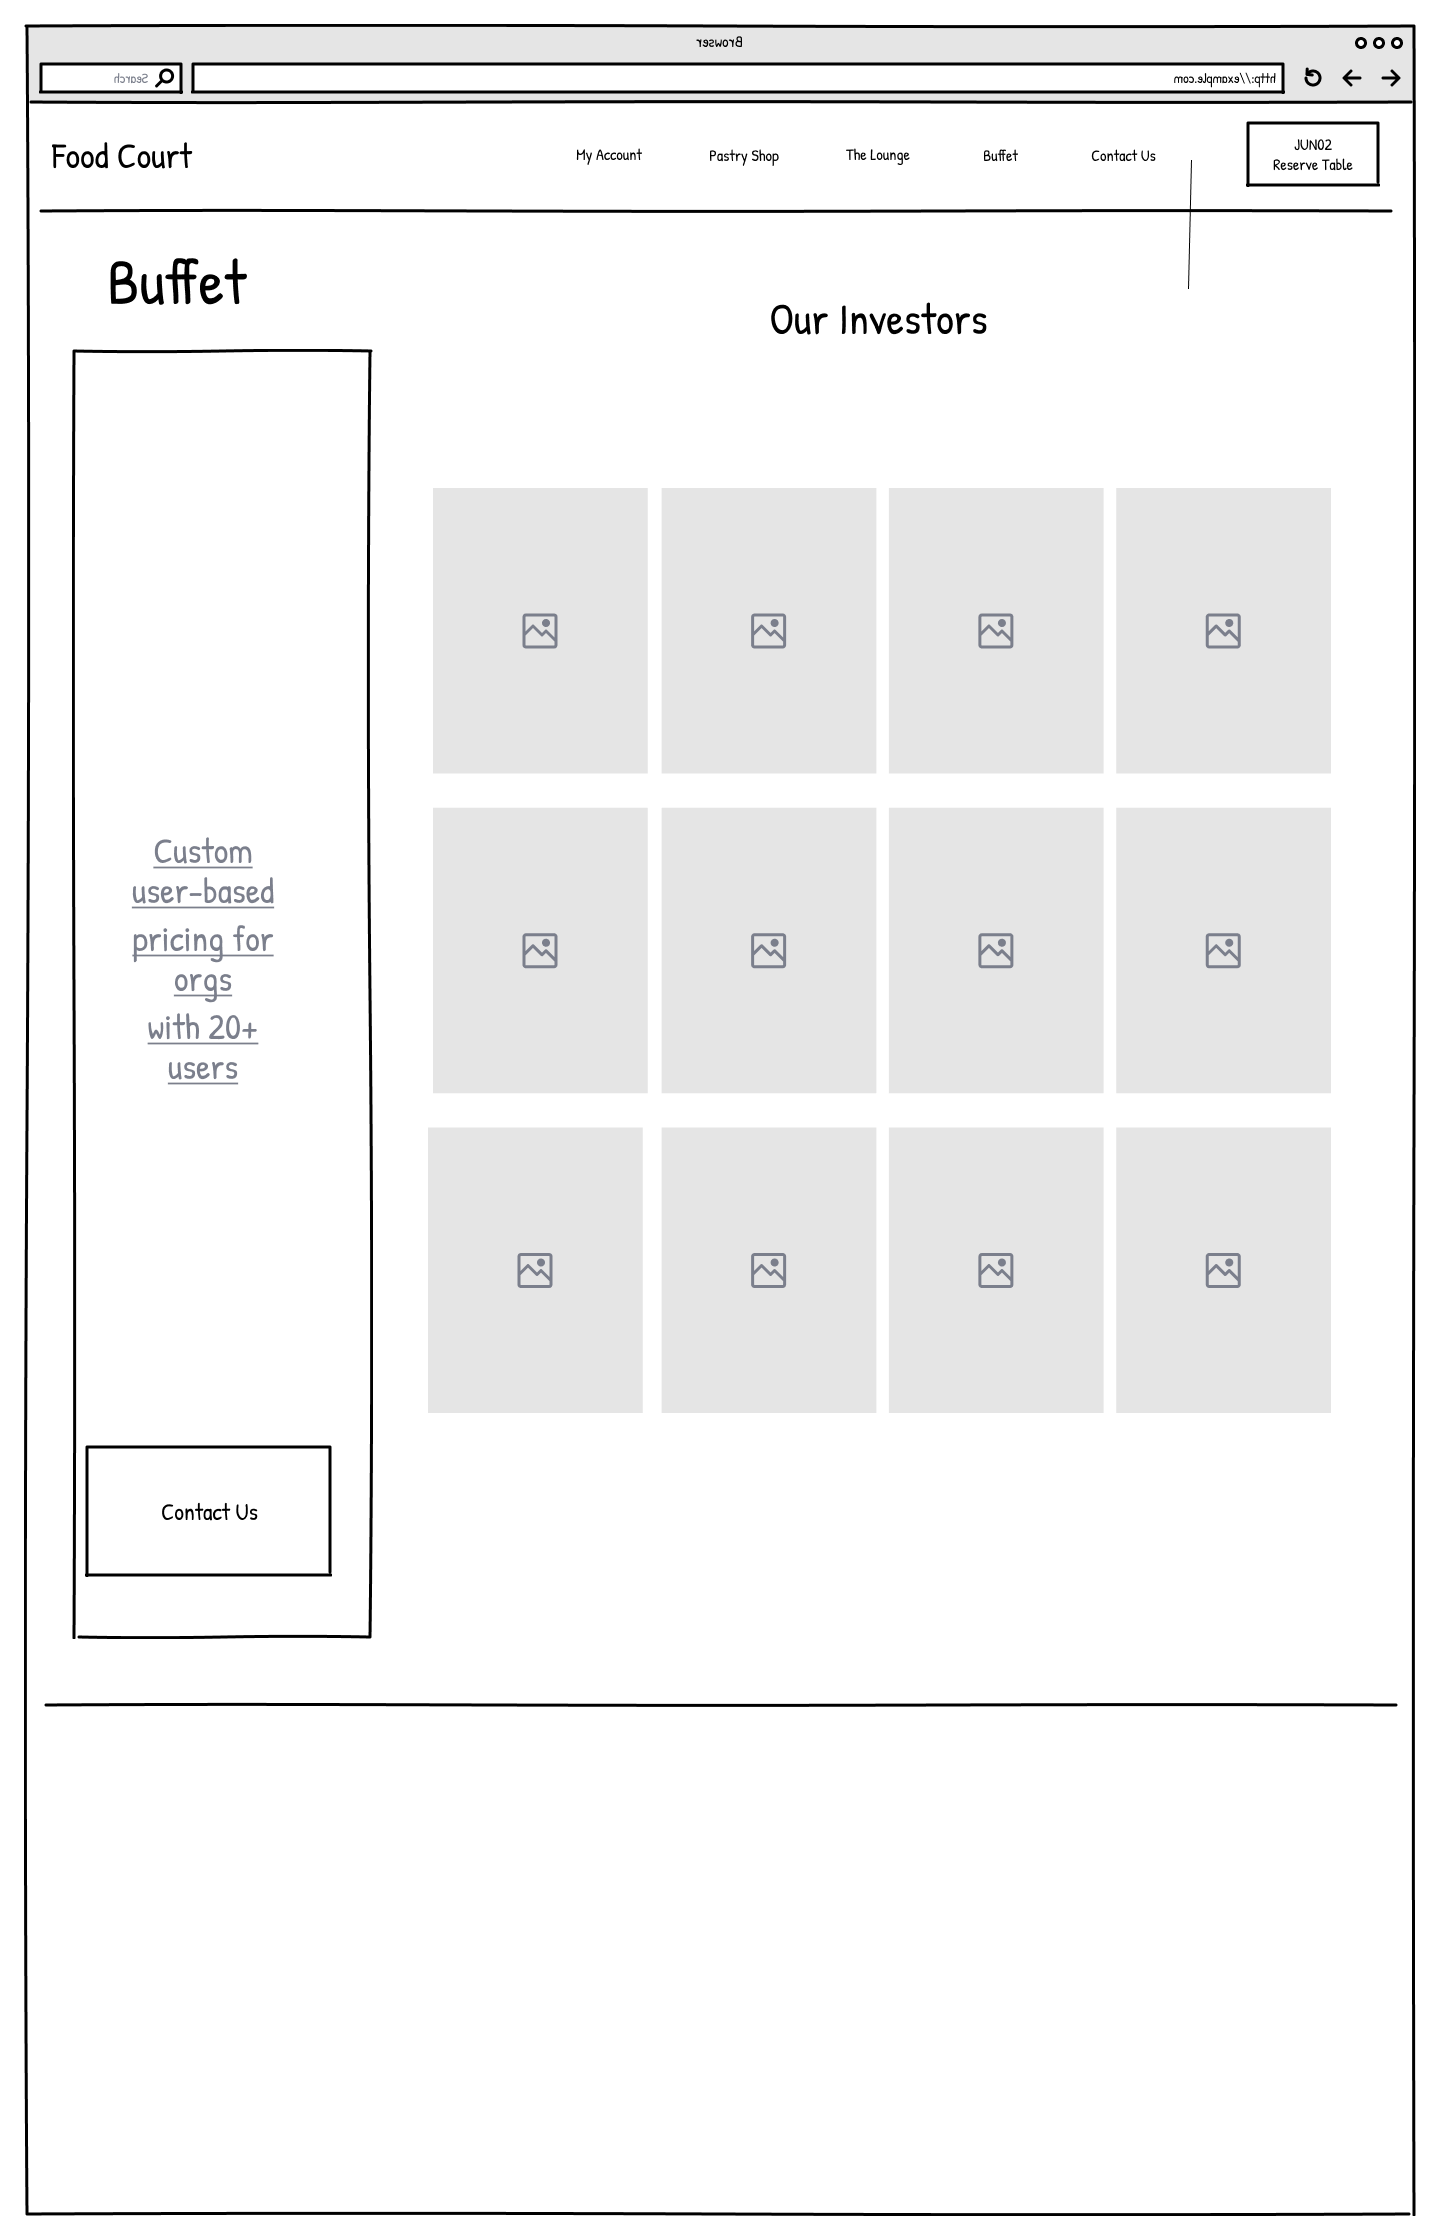 Browser
Search
http://example.com
Food Court
My Account
Pastry Shop
The Lounge
Buffet
Contact Us
JUN02
Reserve Table
Buffet
Our Investors
Custom
user-based
pricing for
orgs
with 20+
users
Contact Us